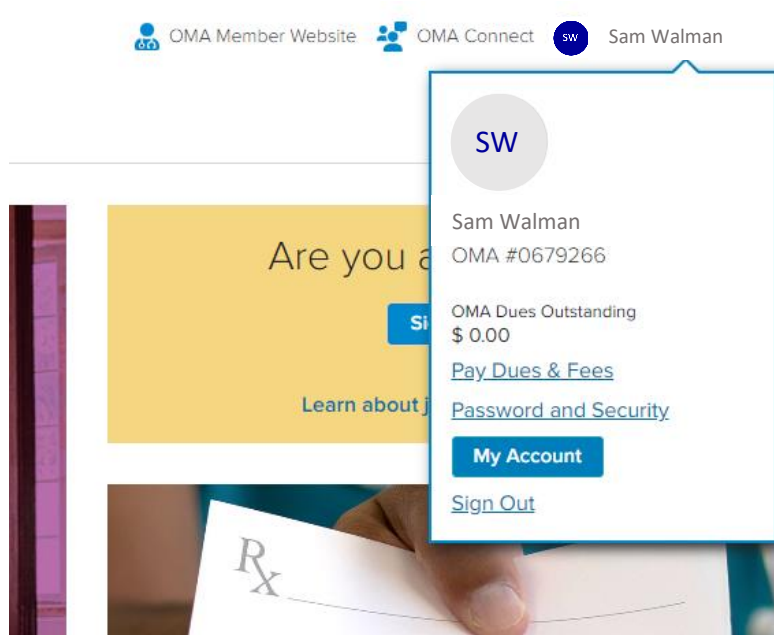 OMA Member Website OMA Connect SW Sam Walman
SW
Sam Walman
OMA #0679266
OMA Dues Outstanding
$ 0.00
Pay Dues & Fees
Password and Security
My Account
Sign Out
Are you
Learn about
Rx